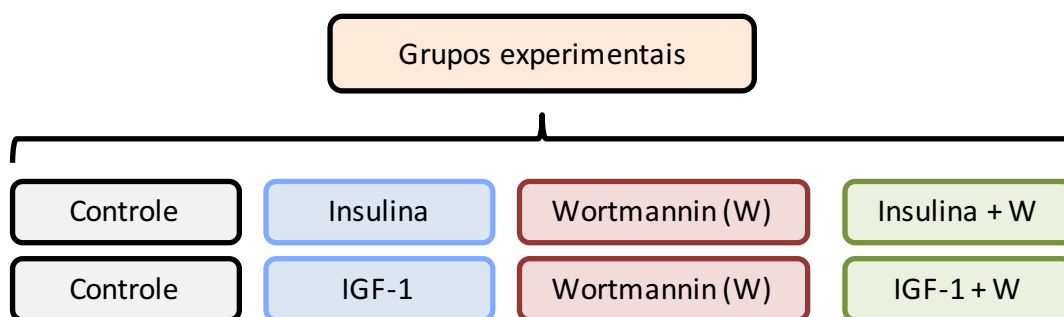 Grupos experimentais
Controle Insulina Wortmannin (W) Insulina + W
Controle IGF-1 Wortmannin (W) IGF-1 + W